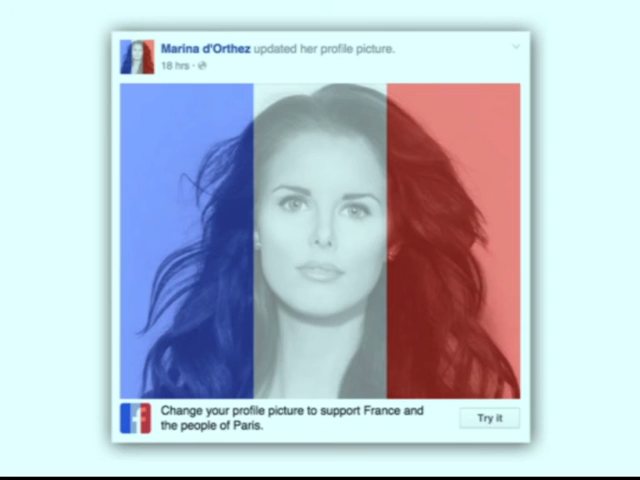 Marina d'Orthez updated her profile picture.
18 hrs ·
Change your profile picture to support France and
the people of Paris.
Try it